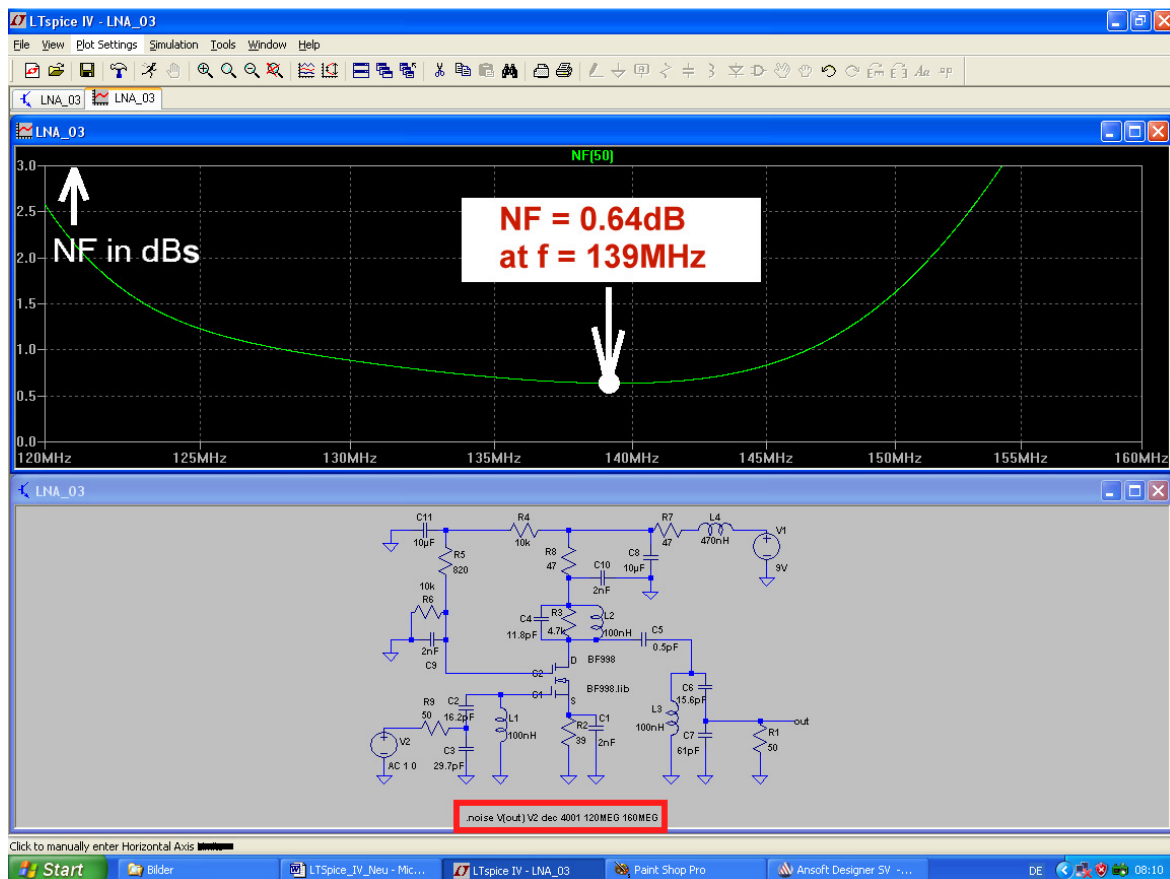 LTspice IV - LNA_03
File View Plot Settings Simulation Tools Window Help
LNA_03 LNA_03
LNA_03
NF(50)
3.0
2.5
2.0
1.5
1.0
0.5
0.0
NF in dBs
NF = 0.64dB
at f = 139MHz
120MHz 125MHz 130MHz 135MHz 140MHz 145MHz 150MHz 155MHz 160MHz
LNA_03
C11
10µF
R4
10k
R7
47
L4
470nH
V1
9V
R5
820
R8
47
C8
10µF
C10
2nF
10k
R6
C4
11.8pF
R3
4.7k
L2
100nH
C5
0.5pF
2nF
C9
G2
D
BF998
G1
S
BF998.lib
R9
50
C2
16.2pF
L1
100nH
R2
39
C1
2nF
L3
100nH
C6
15.6pF
out
V2
AC 1 0
C3
29.7pF
C7
61pF
R1
50
.noise V(out) V2 dec 4001 120MEG 160MEG
Click to manually enter Horizontal Axis
Start Bilder LTSpice_IV_Neu - Mic... LTspice IV - LNA_03 Paint Shop Pro Ansoft Designer SV -... DE 08:10